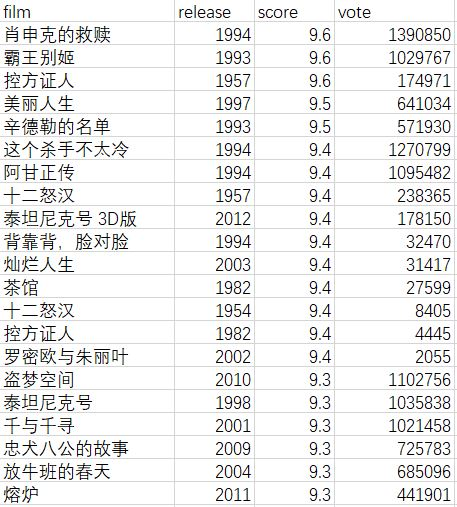 film release score vote
肖申克的救赎 1994 9.6 1390850
霸王别姬 1993 9.6 1029767
控方证人 1957 9.6 174971
美丽人生 1997 9.5 641034
辛德勒的名单 1993 9.5 571930
这个杀手不太冷 1994 9.4 1270799
阿甘正传 1994 9.4 1095482
十二怒汉 1957 9.4 238365
泰坦尼克号 3D版 2012 9.4 178150
背靠背，脸对脸 1994 9.4 32470
灿烂人生 2003 9.4 31417
茶馆 1982 9.4 27599
十二怒汉 1954 9.4 8405
控方证人 1982 9.4 4445
罗密欧与朱丽叶 2002 9.4 2055
盗梦空间 2010 9.3 1102756
泰坦尼克号 1998 9.3 1035838
千与千寻 2001 9.3 1021458
忠犬八公的故事 2009 9.3 725783
放牛班的春天 2004 9.3 685096
熔炉 2011 9.3 441901